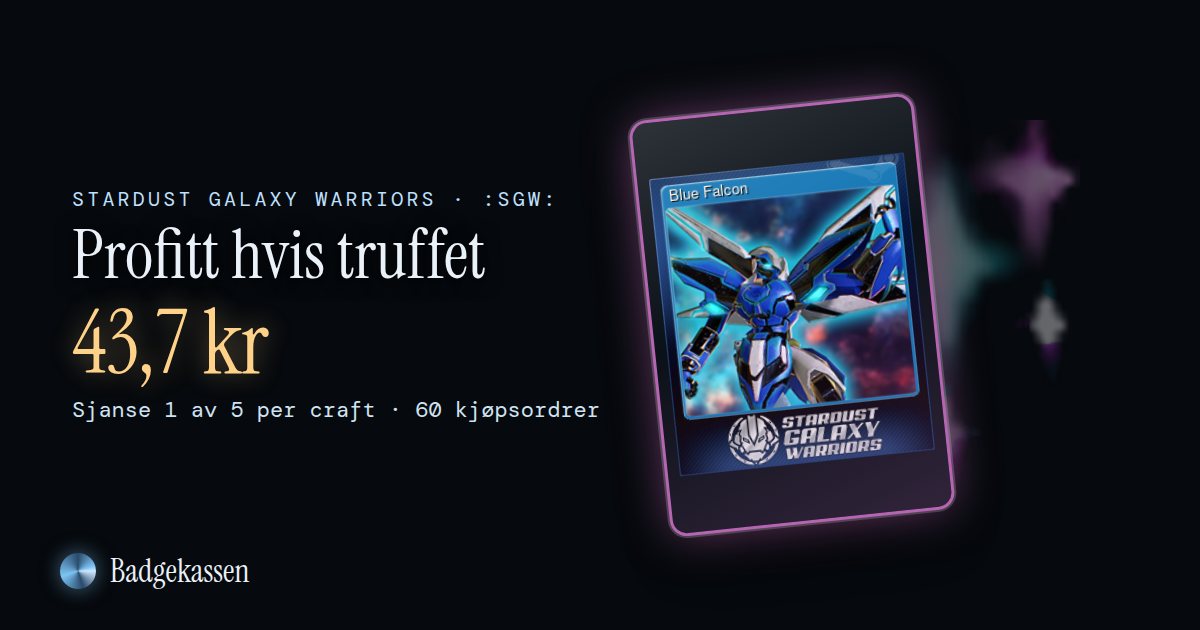 STARDUST GALAXY WARRIORS · :SGW:
Profitt hvis truffet
43,7 kr
Sjanse 1 av 5 per craft · 60 kjøpsordrer
Blue Falcon
STARDUST
GALAXY
WARRIORS
Badgekassen